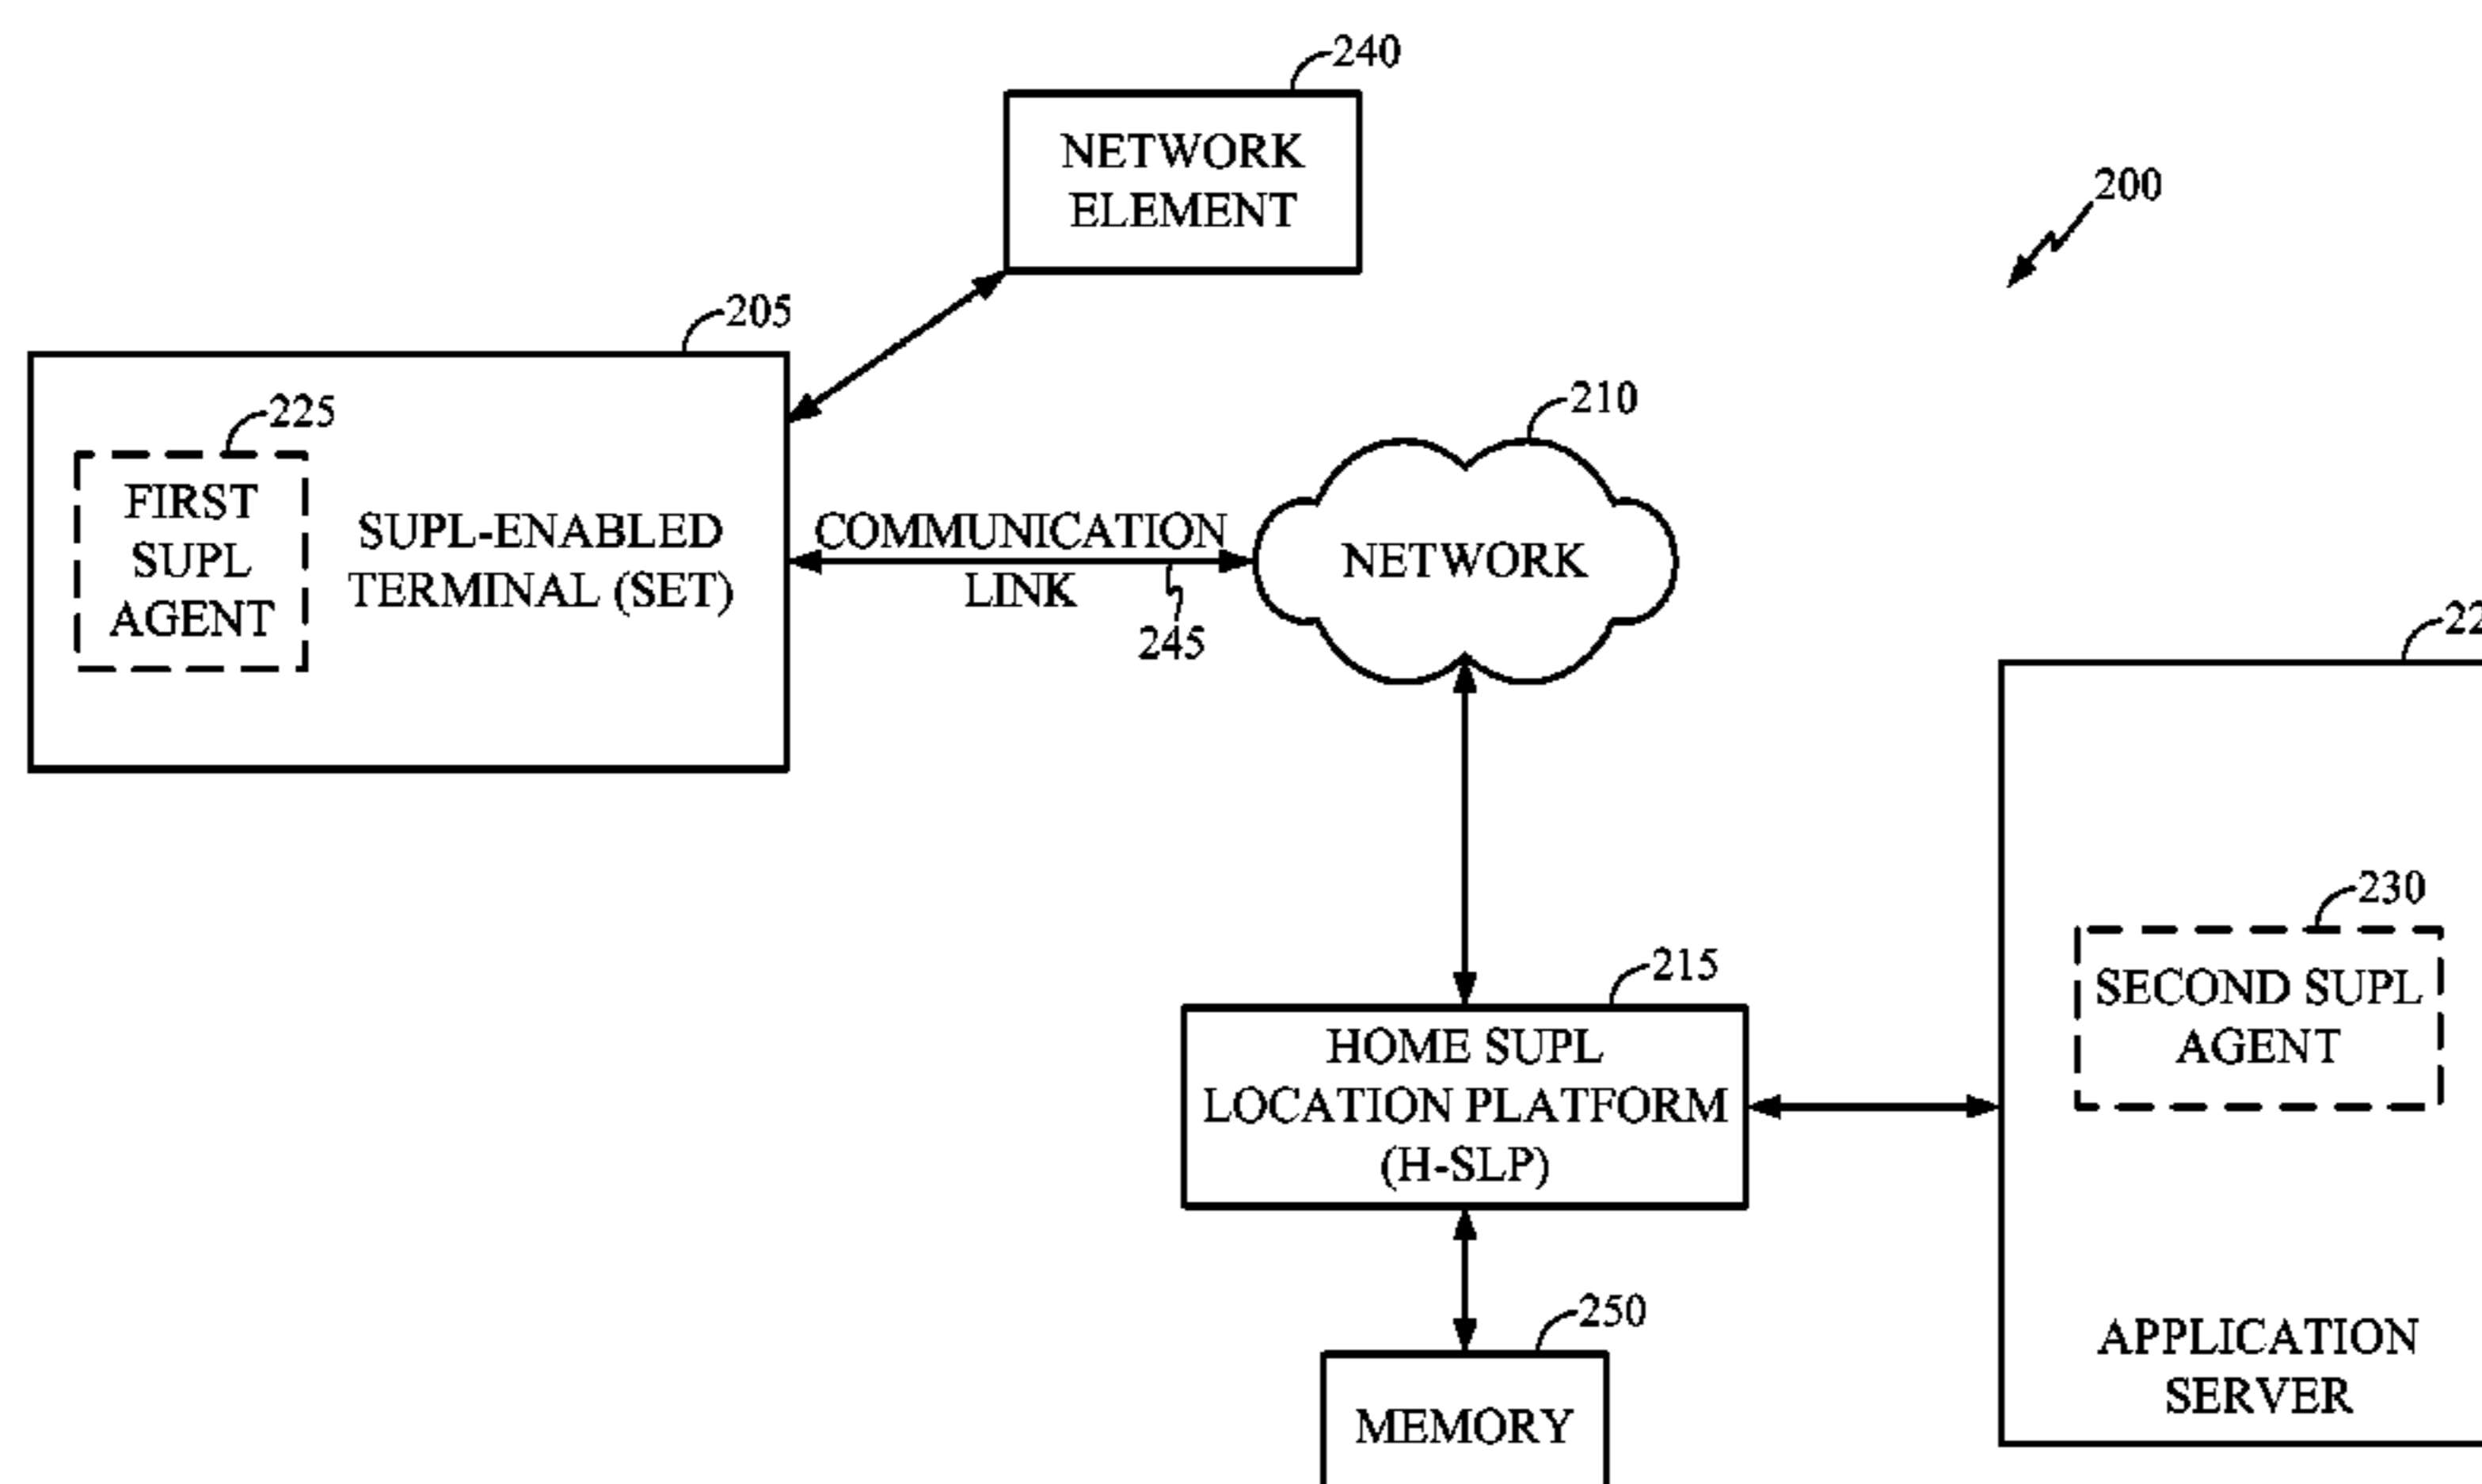 240
NETWORK
ELEMENT
200
205
225
FIRST
SUPL
AGENT
SUPL-ENABLED
TERMINAL (SET)
COMMUNICATION
LINK
245
210
NETWORK
230
SECOND SUPL
AGENT
215
HOME SUPL
LOCATION PLATFORM
(H-SLP)
250
MEMORY
APPLICATION
SERVER